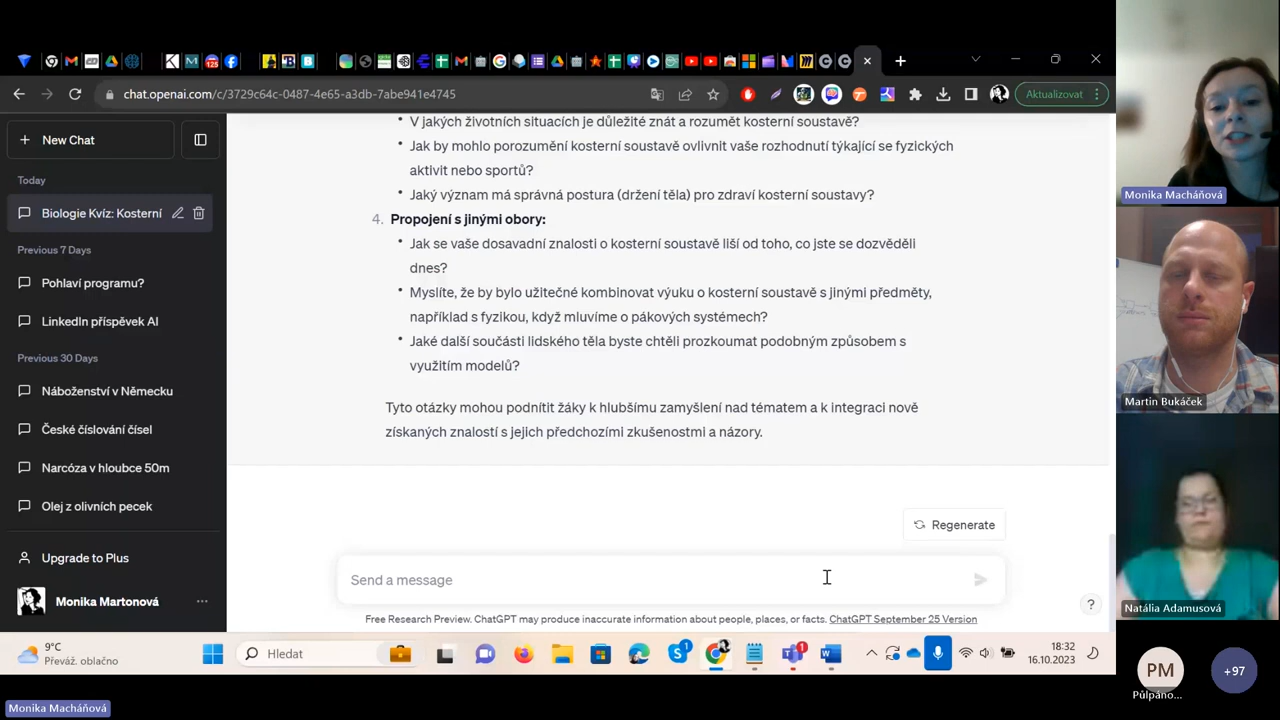 chat.openai.com/c/3729c64c-0487-4e65-a3db-7abe941e4745
Aktualizovat
New Chat
Today
Biologie Kvíz: Kosterní
Previous 7 Days
Pohlaví programu?
LinkedIn příspěvek AI
Previous 30 Days
Náboženství v Německu
České číslování čísel
Narcóza v hloubce 50m
Olej z olivních pecek
Upgrade to Plus
Monika Martonová
V jakých životních situacích je důležité znát a rozumět kosterní soustavě?
Jak by mohlo porozumění kosterní soustavě ovlivnit vaše rozhodnutí týkající se fyzických
aktivit nebo sportů?
Jaký význam má správná postura (držení těla) pro zdraví kosterní soustavy?
4. Propojení s jinými obory:
Jak se vaše dosavadní znalosti o kosterní soustavě liší od toho, co jste se dozvěděli
dnes?
Myslíte, že by bylo užitečné kombinovat výuku o kosterní soustavě s jinými předměty,
například s fyzikou, když mluvíme o pákových systémech?
Jaké další součásti lidského těla byste chtěli prozkoumat podobným způsobem s
využitím modelů?
Tyto otázky mohou podnítit žáky k hlubšímu zamyšlení nad tématem a k integraci nově
získaných znalostí s jejich předchozími zkušenostmi a názory.
Regenerate
Send a message
Free Research Preview. ChatGPT may produce inaccurate information about people, places, or facts. ChatGPT September 25 Version
?
9°C
Převáž. oblačno
Hledat
18:32
16.10.2023
Monika Macháňová
Monika Macháňová
Martin Bukáček
Natália Adamusová
PM
Půlpáno...
+97